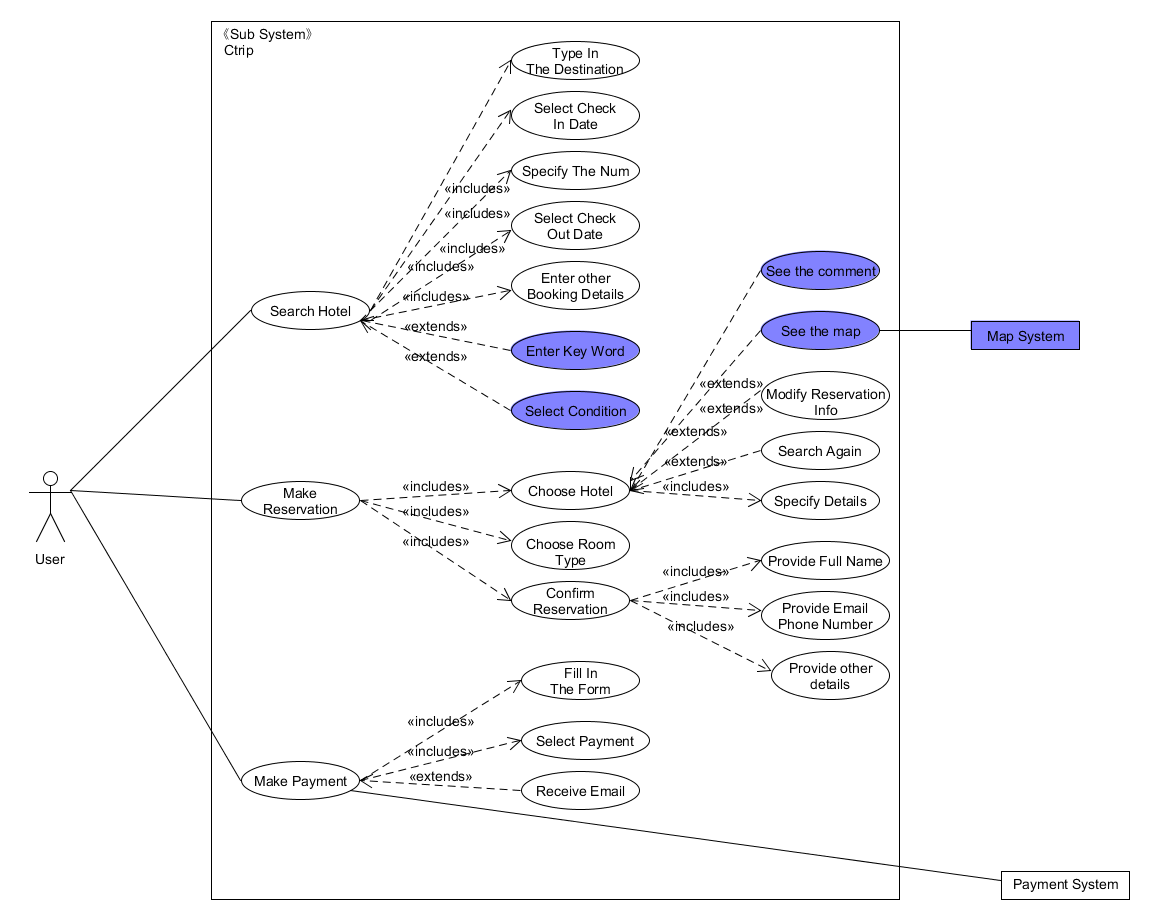 《Sub System》
Ctrip
Type In
The Destination
Select Check
In Date
Specify The Num
«includes»
«includes»
Select Check
Out Date
«includes»
«includes»
Enter other
Booking Details
«includes»
Search Hotel
«extends»
Enter Key Word
«extends»
Select Condition
See the comment
See the map
Map System
«extends»
Modify Reservation
Info
«extends»
«extends»
Search Again
«extends»
User
Make
Reservation
«includes»
Choose Hotel
«includes»
Specify Details
«includes»
Choose Room
Type
«includes»
Confirm
Reservation
«includes»
Provide Full Name
«includes»
Provide Email
Phone Number
«includes»
Provide other
details
Fill In
The Form
«includes»
Select Payment
«includes»
Make Payment
«extends»
Receive Email
Payment System